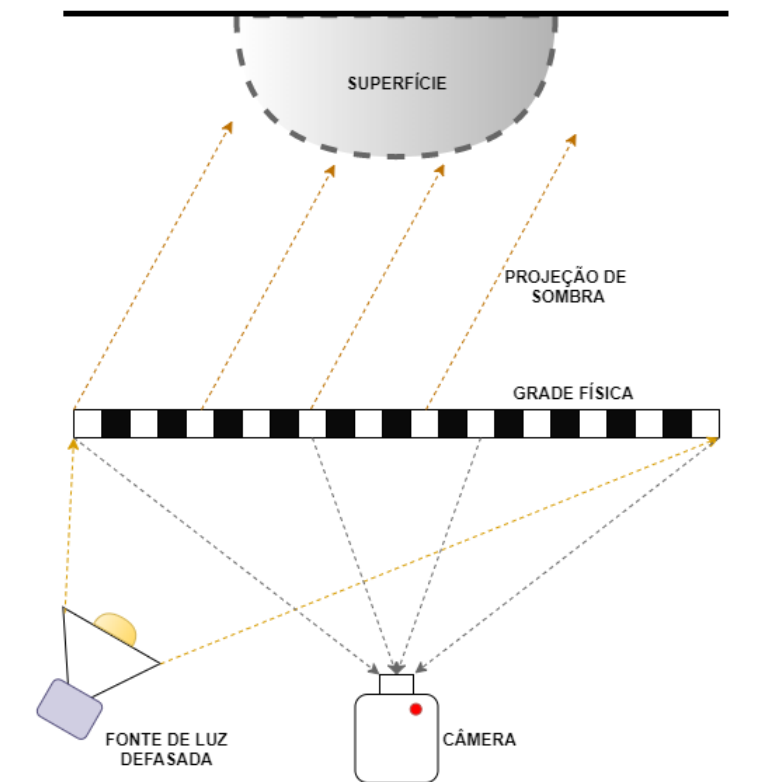 SUPERFÍCIE
PROJEÇÃO DE
SOMBRA
GRADE FÍSICA
FONTE DE LUZ
DEFASADA
CÂMERA